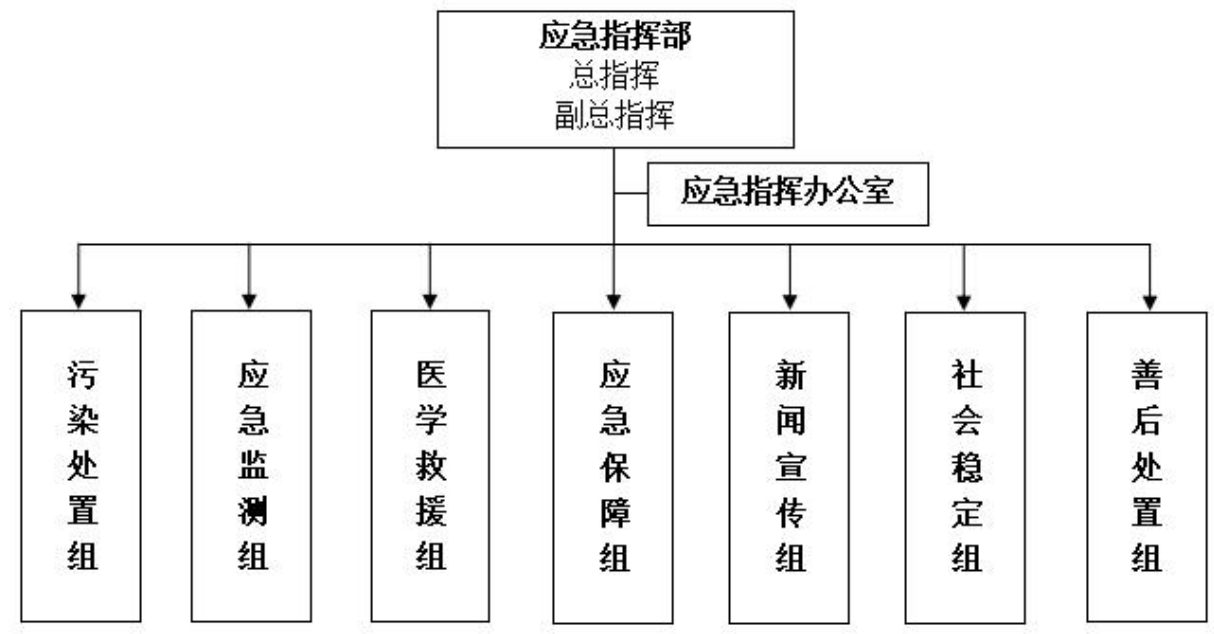 应急指挥部
总指挥
副总指挥
应急指挥办公室
污染处置组
应急监测组
医学救援组
应急保障组
新闻宣传组
社会稳定组
善后处置组